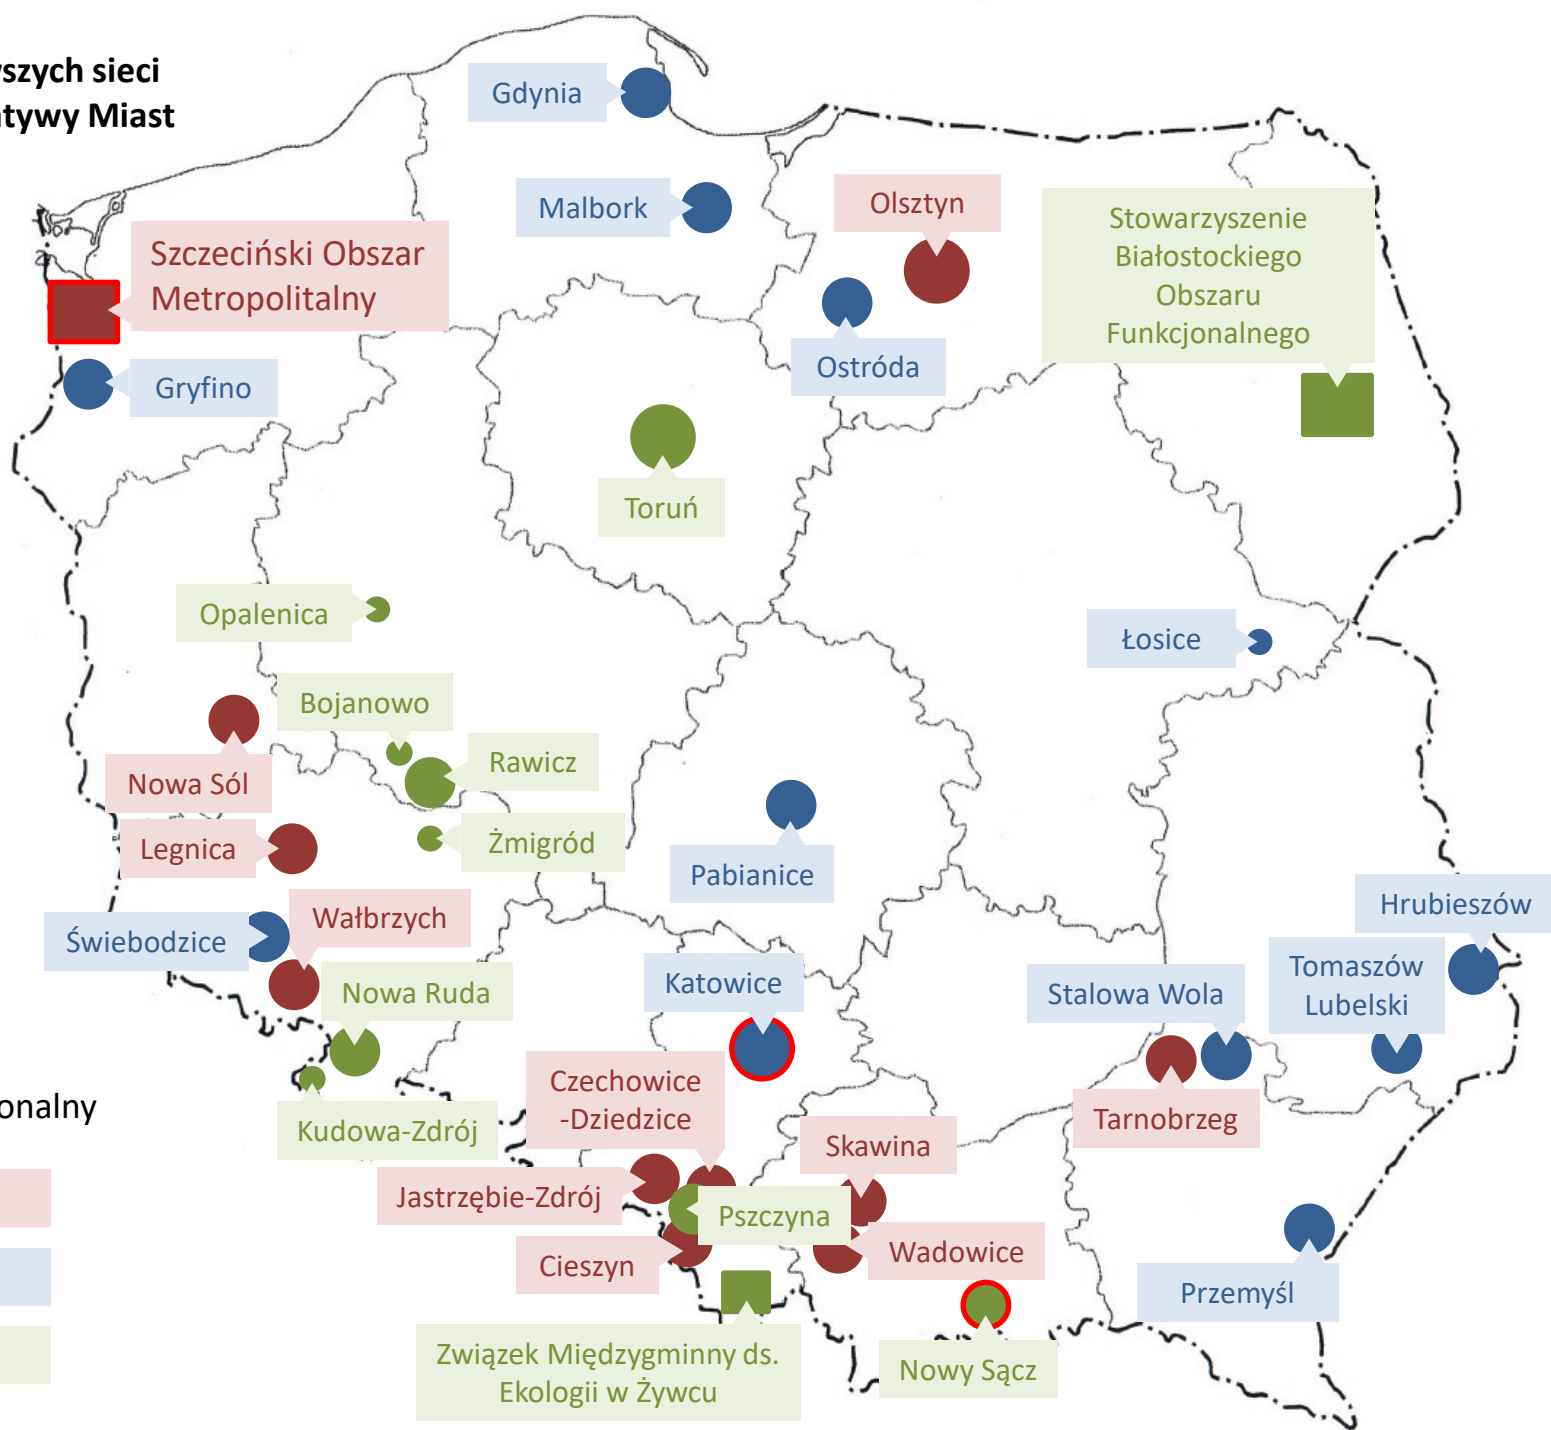 szych sieci
tywy Miast
Gdynia
Malbork
Olsztyn
Stowarzyszenie
Białostockiego
Obszaru
Funkcjonalnego
Szczeciński Obszar
Metropolitalny
Ostróda
Gryfino
Toruń
Opalenica
Łosice
Bojanowo
Rawicz
Nowa Sól
Legnica
Żmigród
Pabianice
Hrubieszów
Wałbrzych
Świebodzice
Tomaszów
Lubelski
Katowice
Stalowa Wola
Nowa Ruda
Czechowice
-Dziedzice
onalny
Tarnobrzeg
Kudowa-Zdrój
Skawina
Jastrzębie-Zdrój
Pszczyna
Wadowice
Cieszyn
Przemyśl
Związek Międzygminny ds.
Ekologii w Żywcu
Nowy Sącz